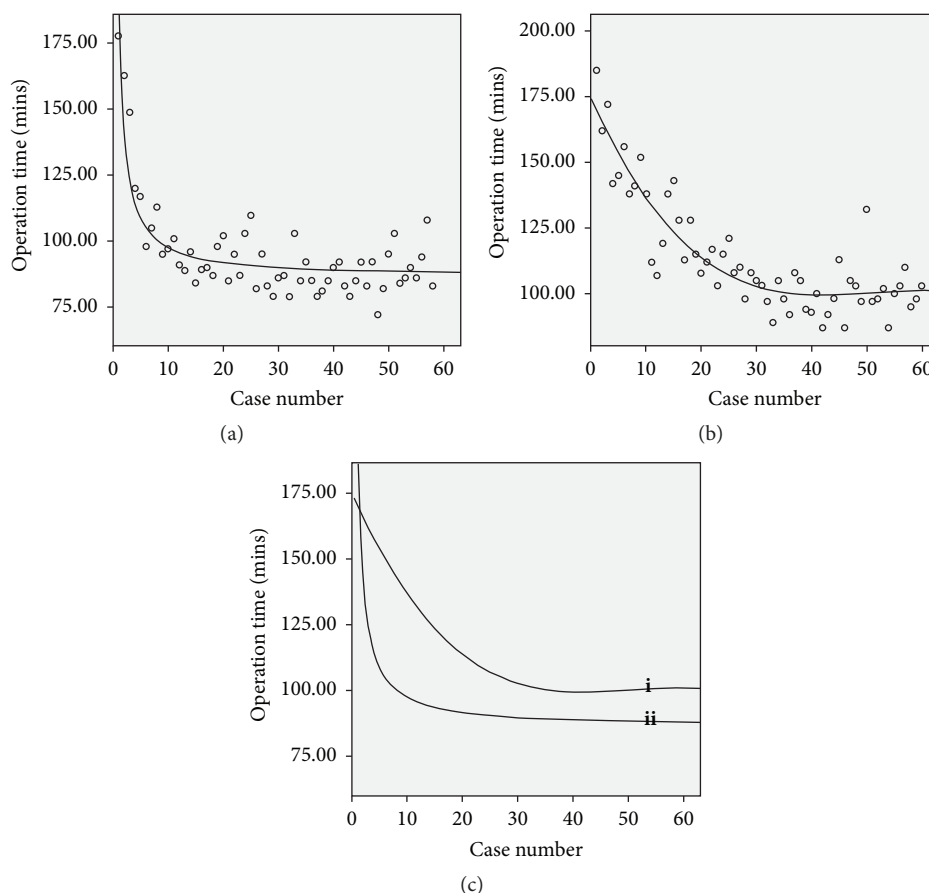 175.00
150.00
125.00
100.00
75.00
Operation time (mins)
0 10 20 30 40 50 60
Case number
(a)
200.00
175.00
150.00
125.00
100.00
Operation time (mins)
0 10 20 30 40 50 60
Case number
(b)
175.00
150.00
125.00
100.00
75.00
Operation time (mins)
i
ii
0 10 20 30 40 50 60
Case number
(c)